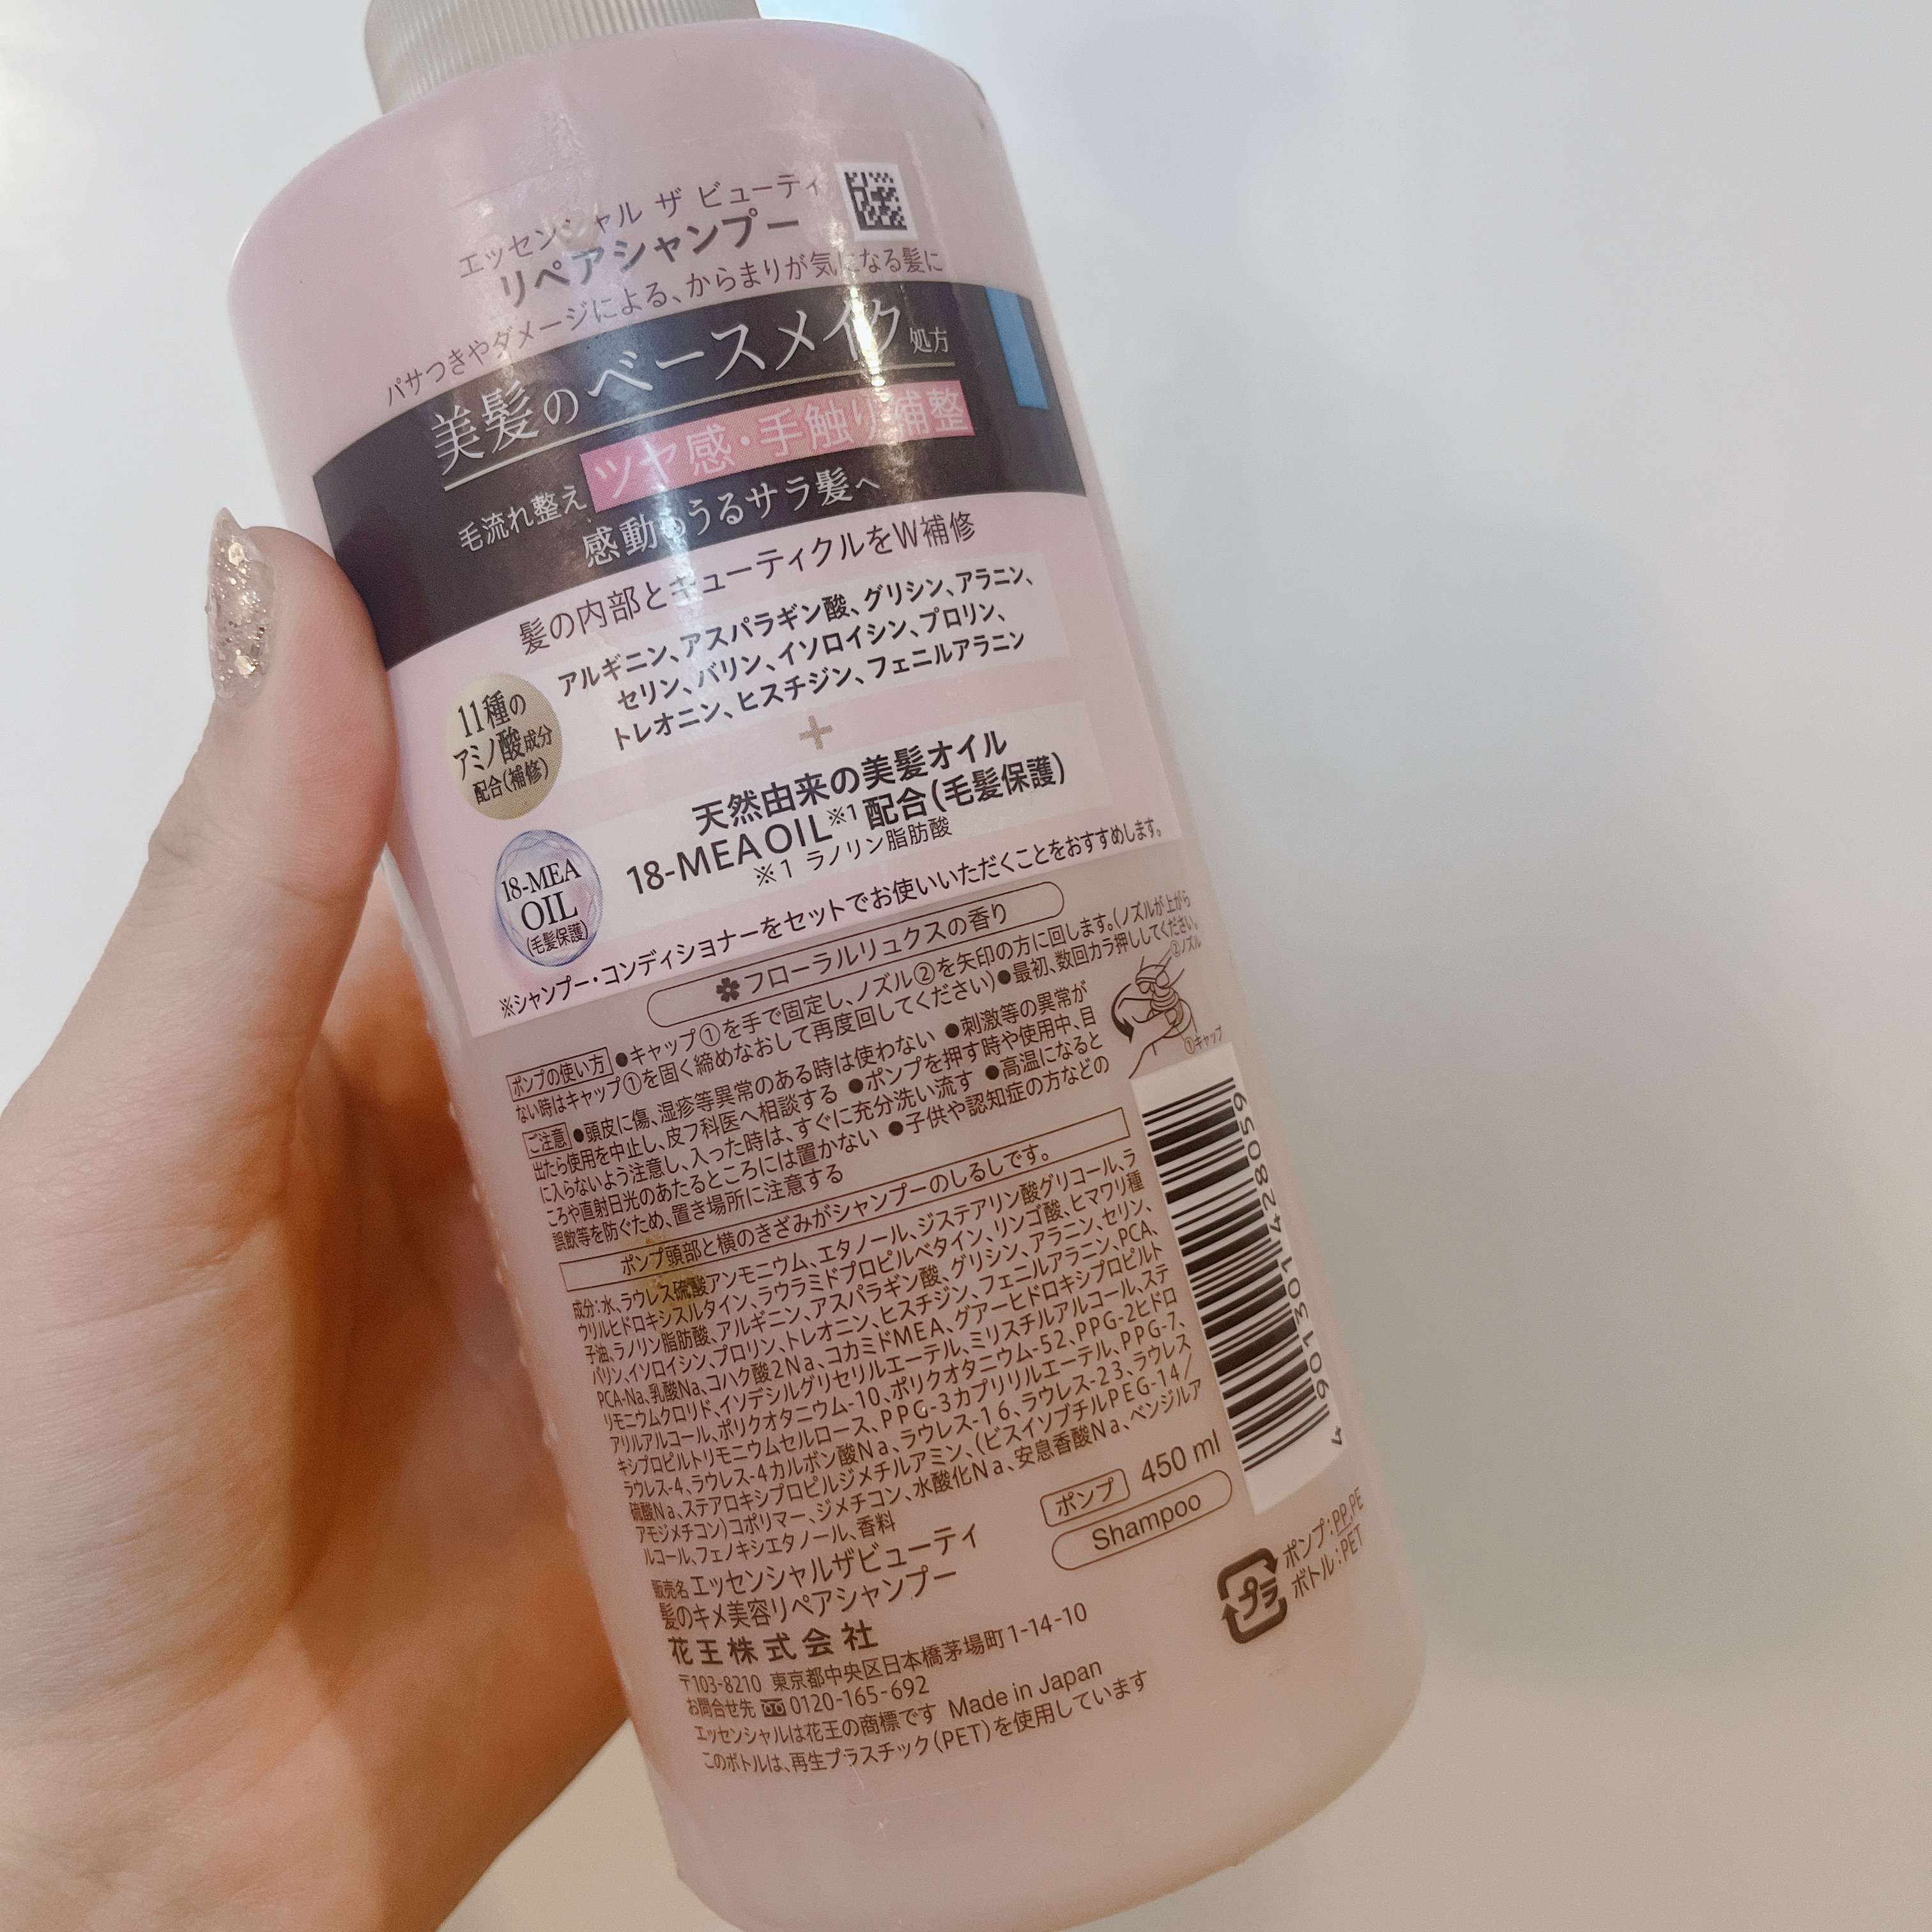 エッセンシャル ザ ビューティ
リペアシャンプー
パサつきやダメージによる、からまりが気になる髪に
美髪のベースメイク処方
毛流れ整え ツヤ感・手触り補整
感動のうるサラ髪へ
髪の内部とキューティクルをW補修
11種の
アミノ酸成分
配合(補修)
アルギニン、アスパラギン酸、グリシン、アラニン、
セリン、バリン、イソロイシン、プロリン、
トレオニン、ヒスチジン、フェニルアラニン
+
18-MEA
OIL
(毛髪保護)
天然由来の美髪オイル
18-MEA OIL※1配合(毛髪保護)
※1 ラノリン脂肪酸
※シャンプー・コンディショナーをセットでお使いいただくことをおすすめします。
フローラルリュクスの香り
ポンプの使い方 ●キャップ①を手で固定し、ノズル②を矢印の方に回します。(ノズルが上がら
ない時はキャップ①を固く締めなおして再度回してください)●最初、数回カラ押ししてください。
②ノズル
①キャップ
ご注意 ●頭皮に傷、湿疹等異常のある時は使わない ●刺激等の異常が
出たら使用を中止し、皮フ科医へ相談する ●ポンプを押す時や使用中、目
に入らないよう注意し、入った時は、すぐに充分洗い流す ●高温になると
ころや直射日光のあたるところには置かない ●子供や認知症の方などの
誤飲等を防ぐため、置き場所に注意する
ポンプ頭部と横のきざみがシャンプーのしるしです。
成分:水、ラウレス硫酸アンモニウム、エタノール、ジステアリン酸グリコール、ラ
ウリルヒドロキシスルタイン、ラウラミドプロピルベタイン、リンゴ酸、ヒマワリ種
子油、ラノリン脂肪酸、アルギニン、アスパラギン酸、グリシン、アラニン、セリン、
バリン、イソロイシン、プロリン、トレオニン、ヒスチジン、フェニルアラニン、PCA、
PCA-Na、乳酸Na、コハク酸2Na、コカミドMEA、グアーヒドロキシプロピルト
リモニウムクロリド、イソデシルグリセリルエーテル、ミリスチルアルコール、ステ
アリルアルコール、ポリクオタニウム-10、ポリクオタニウム-52、PPG-2ヒドロ
キシプロピルトリモニウムセルロース、PPG-3カプリリルエーテル、PPG-7、
ラウレス-4、ラウレス-4カルボン酸Na、ラウレス-16、ラウレス-23、ラウレス
硫酸Na、ステアロキシプロピルジメチルアミン、(ビスイソブチルPEG-14/
アモジメチコン)コポリマー、ジメチコン、水酸化Na、安息香酸Na、ベンジルア
ルコール、フェノキシエタノール、香料
販売名 エッセンシャルザビューティ
髪のキメ美容リペアシャンプー
ポンプ 450 ml
Shampoo
花王株式会社
〒103-8210 東京都中央区日本橋茅場町1-14-10
お問合せ先 0120-165-692
エッセンシャルは花王の商標です Made in Japan
このボトルは、再生プラスチック(PET)を使用しています
4 901301 428059
プラ
ポンプ:PP,PE
ボトル:PET